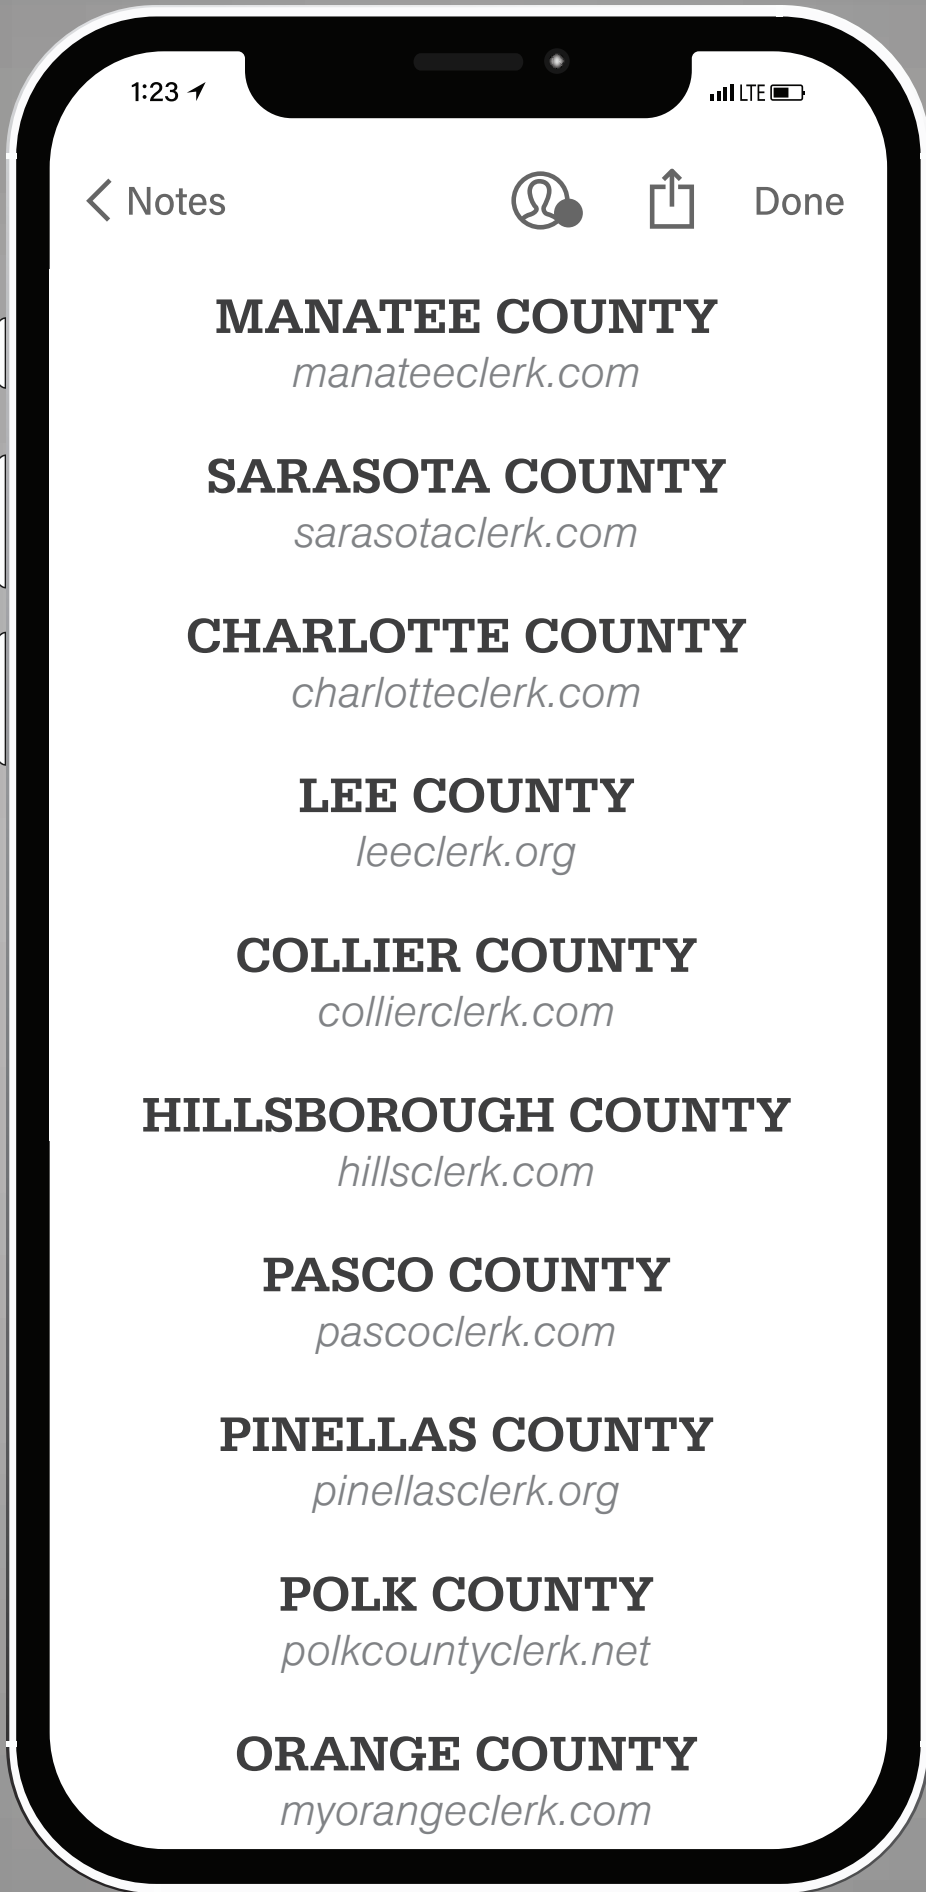 1:23
LTE
Notes
Done
MANATEE COUNTY
manateeclerk.com
SARASOTA COUNTY
sarasotaclerk.com
CHARLOTTE COUNTY
charlotteclerk.com
LEE COUNTY
leeclerk.org
COLLIER COUNTY
collierclerk.com
HILLSBOROUGH COUNTY
hillsclerk.com
PASCO COUNTY
pascoclerk.com
PINELLAS COUNTY
pinellasclerk.org
POLK COUNTY
polkcountyclerk.net
ORANGE COUNTY
myorangeclerk.com